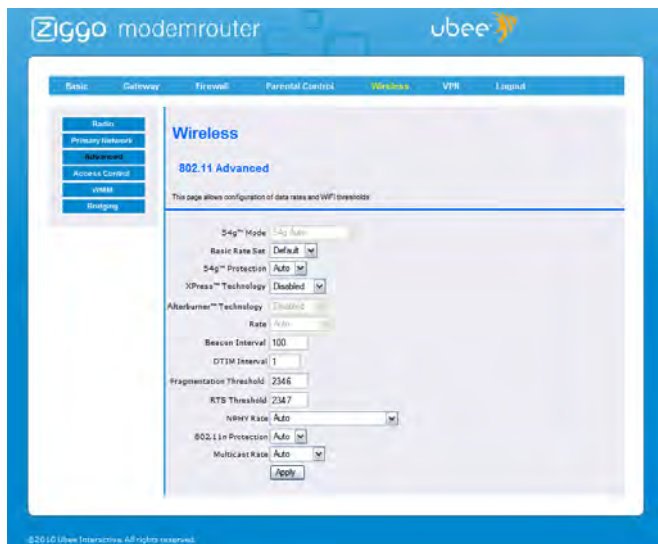 Ziggo modemrouter
ubee
Basic Gateway Firewall Parental Control Wireless VPN Logout
Radio
Primary Network
Advanced
Access Control
WMM
Bridging
Wireless
802.11 Advanced
This page allows configuration of data rates and WiFi thresholds
54g™ Mode 54g Auto
Basic Rate Set Default
54g™ Protection Auto
XPress™ Technology Disabled
Afterburner™ Technology Disabled
Rate Auto
Beacon Interval 100
DTIM Interval 1
Fragmentation Threshold 2346
RTS Threshold 2347
NPHY Rate Auto
802.11n Protection Auto
Multicast Rate Auto
Apply
©2010 Ubee Interactive. All rights reserved.